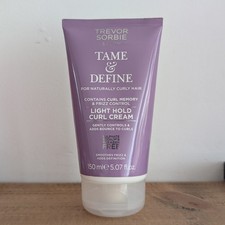 TREVOR
SORBIE
TAME
&
DEFINE
FOR NATURALLY CURLY HAIR
CONTAINS CURL MEMORY
& FRIZZ CONTROL
LIGHT HOLD
CURL CREAM
GENTLY CONTROLS &
ADDS BOUNCE TO CURLS
150 ml ℮ 5.07 fl.oz.